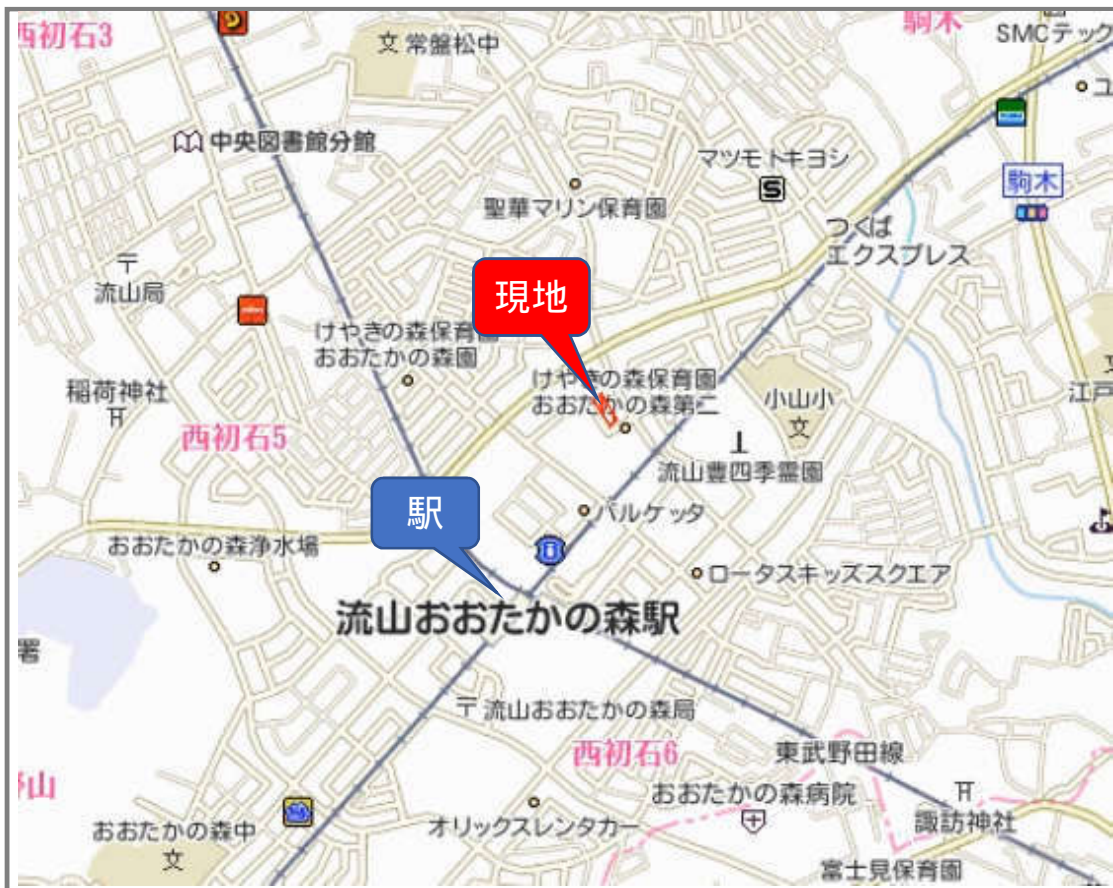 西初石3
文 常盤松中
駒木
SMCテック
ユ
中央図書館分館
マツモトキヨシ
S
駒木
聖華マリン保育園
つくば
エクスプレス
〒
流山局
現地
けやきの森保育園
おおたかの森園
けやきの森保育園
おおたかの森第二
小山小
文
江戸
稲荷神社
西初石5
流山豊四季霊園
駅
バルケッタ
おおたかの森浄水場
ロータスキッズスクエア
流山おおたかの森駅
署
〒 流山おおたかの森局
西初石6
東武野田線
おおたかの森病院
山
諏訪神社
おおたかの森中
文
オリックスレンタカー
富士見保育園